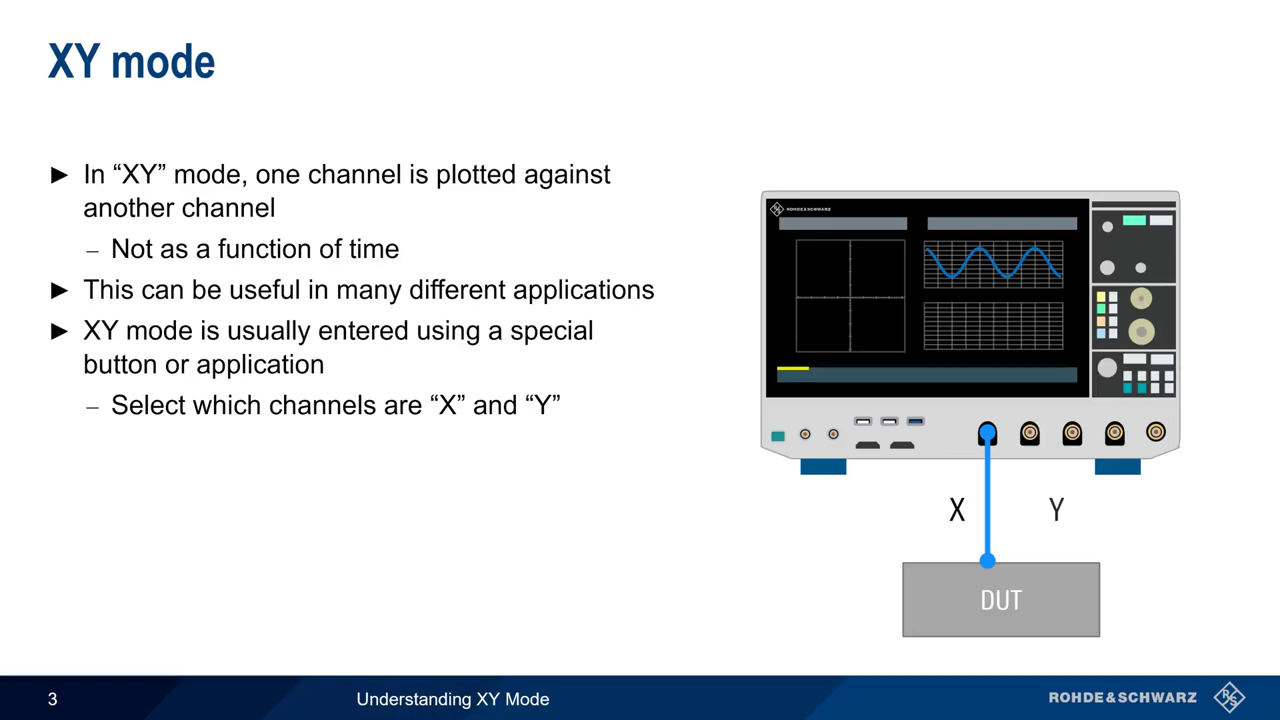 XY mode
► In “XY” mode, one channel is plotted against
another channel
– Not as a function of time
► This can be useful in many different applications
► XY mode is usually entered using a special
button or application
– Select which channels are “X” and “Y”
ROHDE&SCHWARZ
X
Y
DUT
3
Understanding XY Mode
ROHDE&SCHWARZ